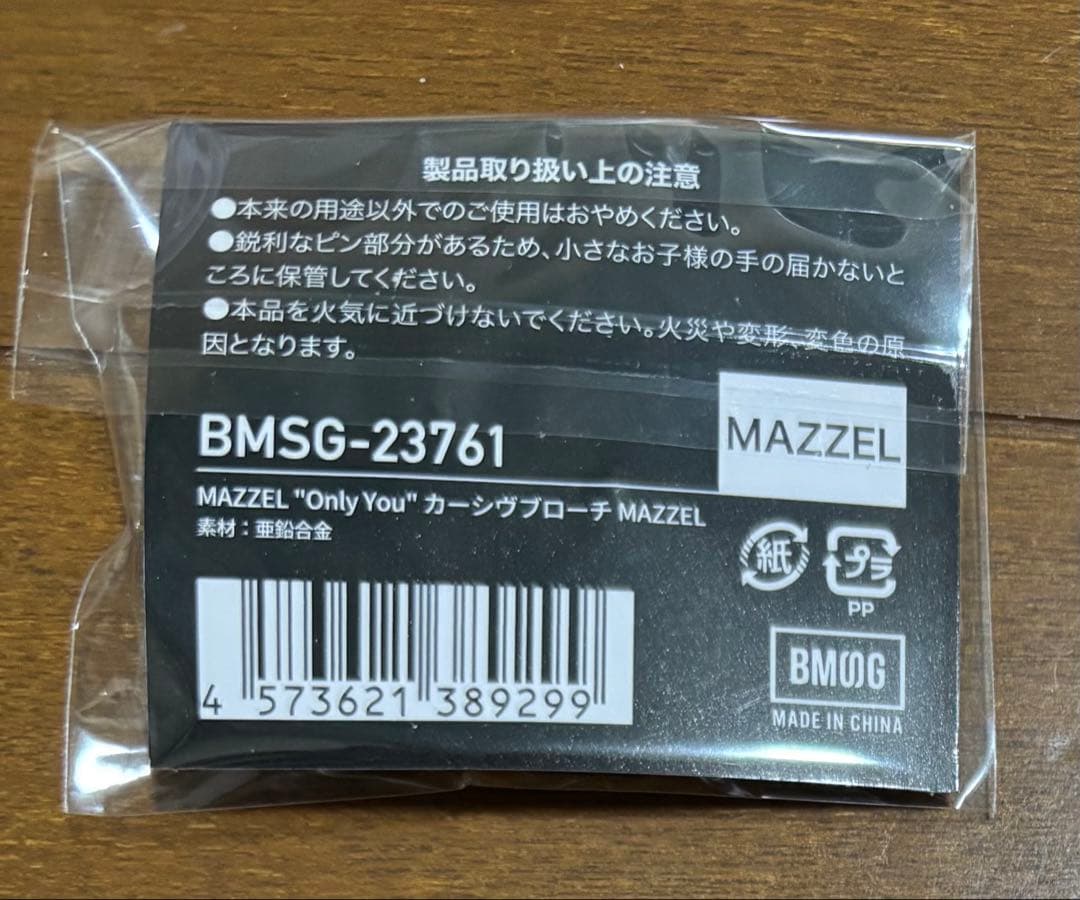 製品取り扱い上の注意
●本来の用途以外でのご使用はおやめください。
●鋭利なピン部分があるため、小さなお子様の手の届かないと
ころに保管してください。
●本品を火気に近づけないでください。火災や変形、変色の原
因となります。
BMSG-23761
MAZZEL
MAZZEL "Only You" カーシヴブローチ MAZZEL
素材：亜鉛合金
紙
プラ
PP
4 573621 389299
BMSG
MADE IN CHINA